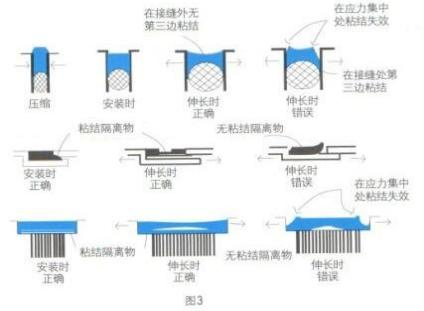 在接缝外无
第三边粘结
在应力集中
处粘结失效
在接缝处第
三边粘结
压缩
安装时
伸长时
正确
伸长时
错误
粘结隔离物
无粘结隔离物
安装时
正确
伸长时
正确
伸长时
错误
在应力集中
处粘结失效
粘结隔离物
无粘结隔离物
安装时
正确
伸长时
正确
伸长时
错误
图3